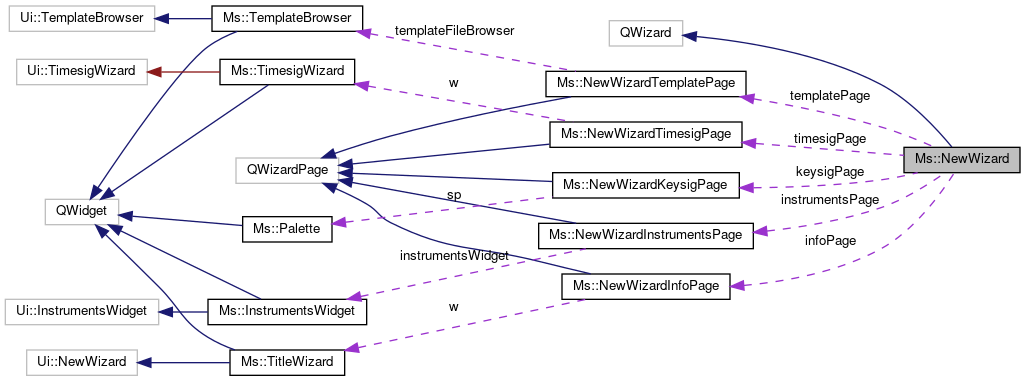 Ui::TemplateBrowser
Ms::TemplateBrowser
templateFileBrowser
QWizard
Ui::TimesigWizard
Ms::TimesigWizard
w
Ms::NewWizardTemplatePage
templatePage
Ms::NewWizardTimesigPage
timesigPage
Ms::NewWizard
QWizardPage
Ms::NewWizardKeysigPage
keysigPage
sp
instrumentsPage
QWidget
Ms::Palette
Ms::NewWizardInstrumentsPage
infoPage
instrumentsWidget
Ms::NewWizardInfoPage
Ui::InstrumentsWidget
Ms::InstrumentsWidget
w
Ui::NewWizard
Ms::TitleWizard